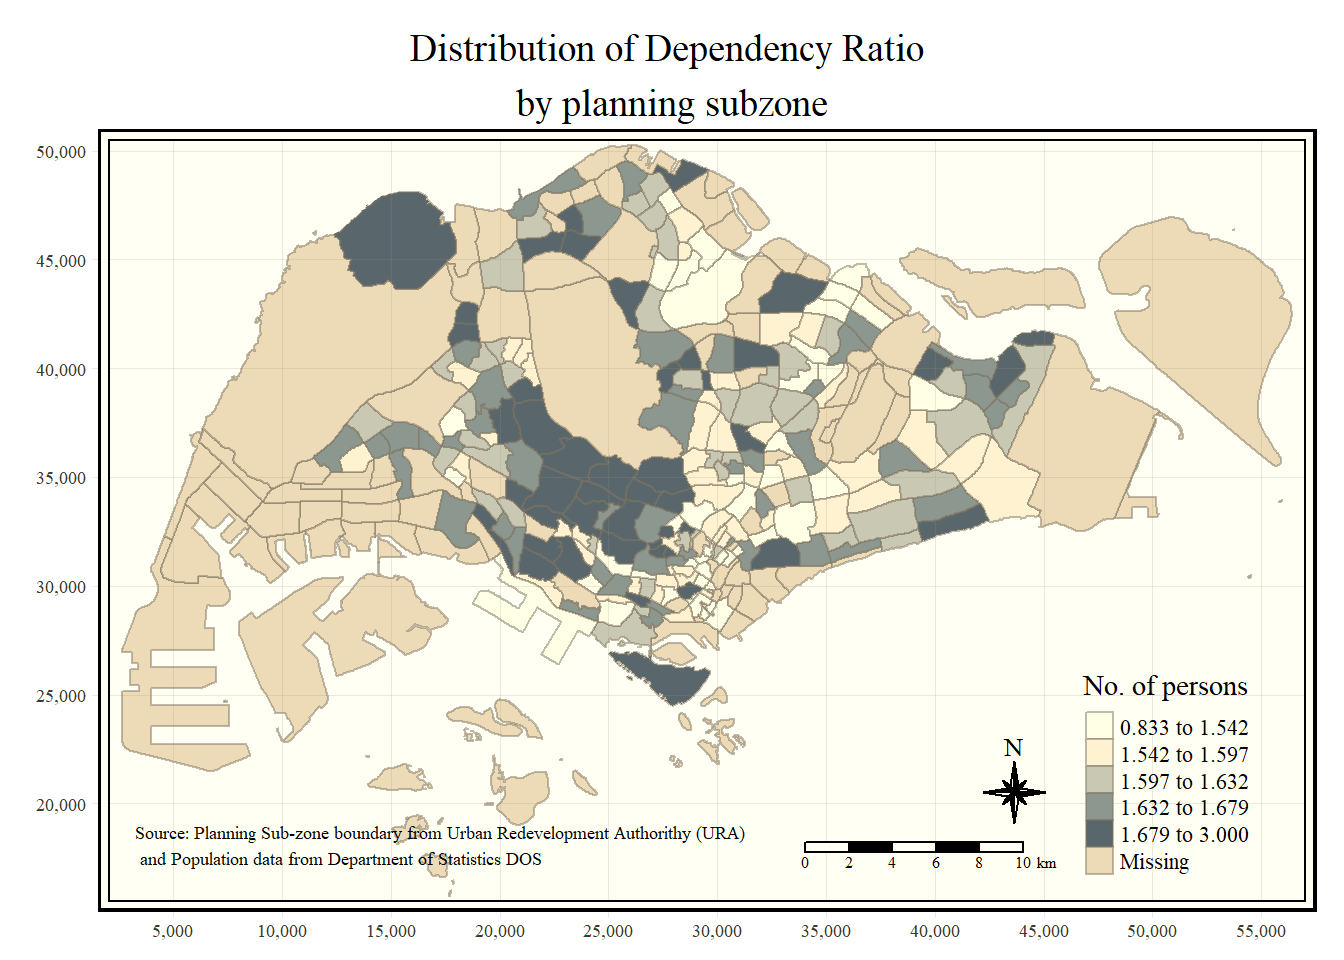 Distribution of Dependency Ratio
by planning subzone
50,000
45,000
40,000
35,000
30,000
25,000
20,000
No. of persons
0.833 to 1.542
1.542 to 1.597
1.597 to 1.632
1.632 to 1.679
1.679 to 3.000
Missing
N
0 2 4 6 8 10 km
Source: Planning Sub-zone boundary from Urban Redevelopment Authorithy (URA)
and Population data from Department of Statistics DOS
5,000 10,000 15,000 20,000 25,000 30,000 35,000 40,000 45,000 50,000 55,000